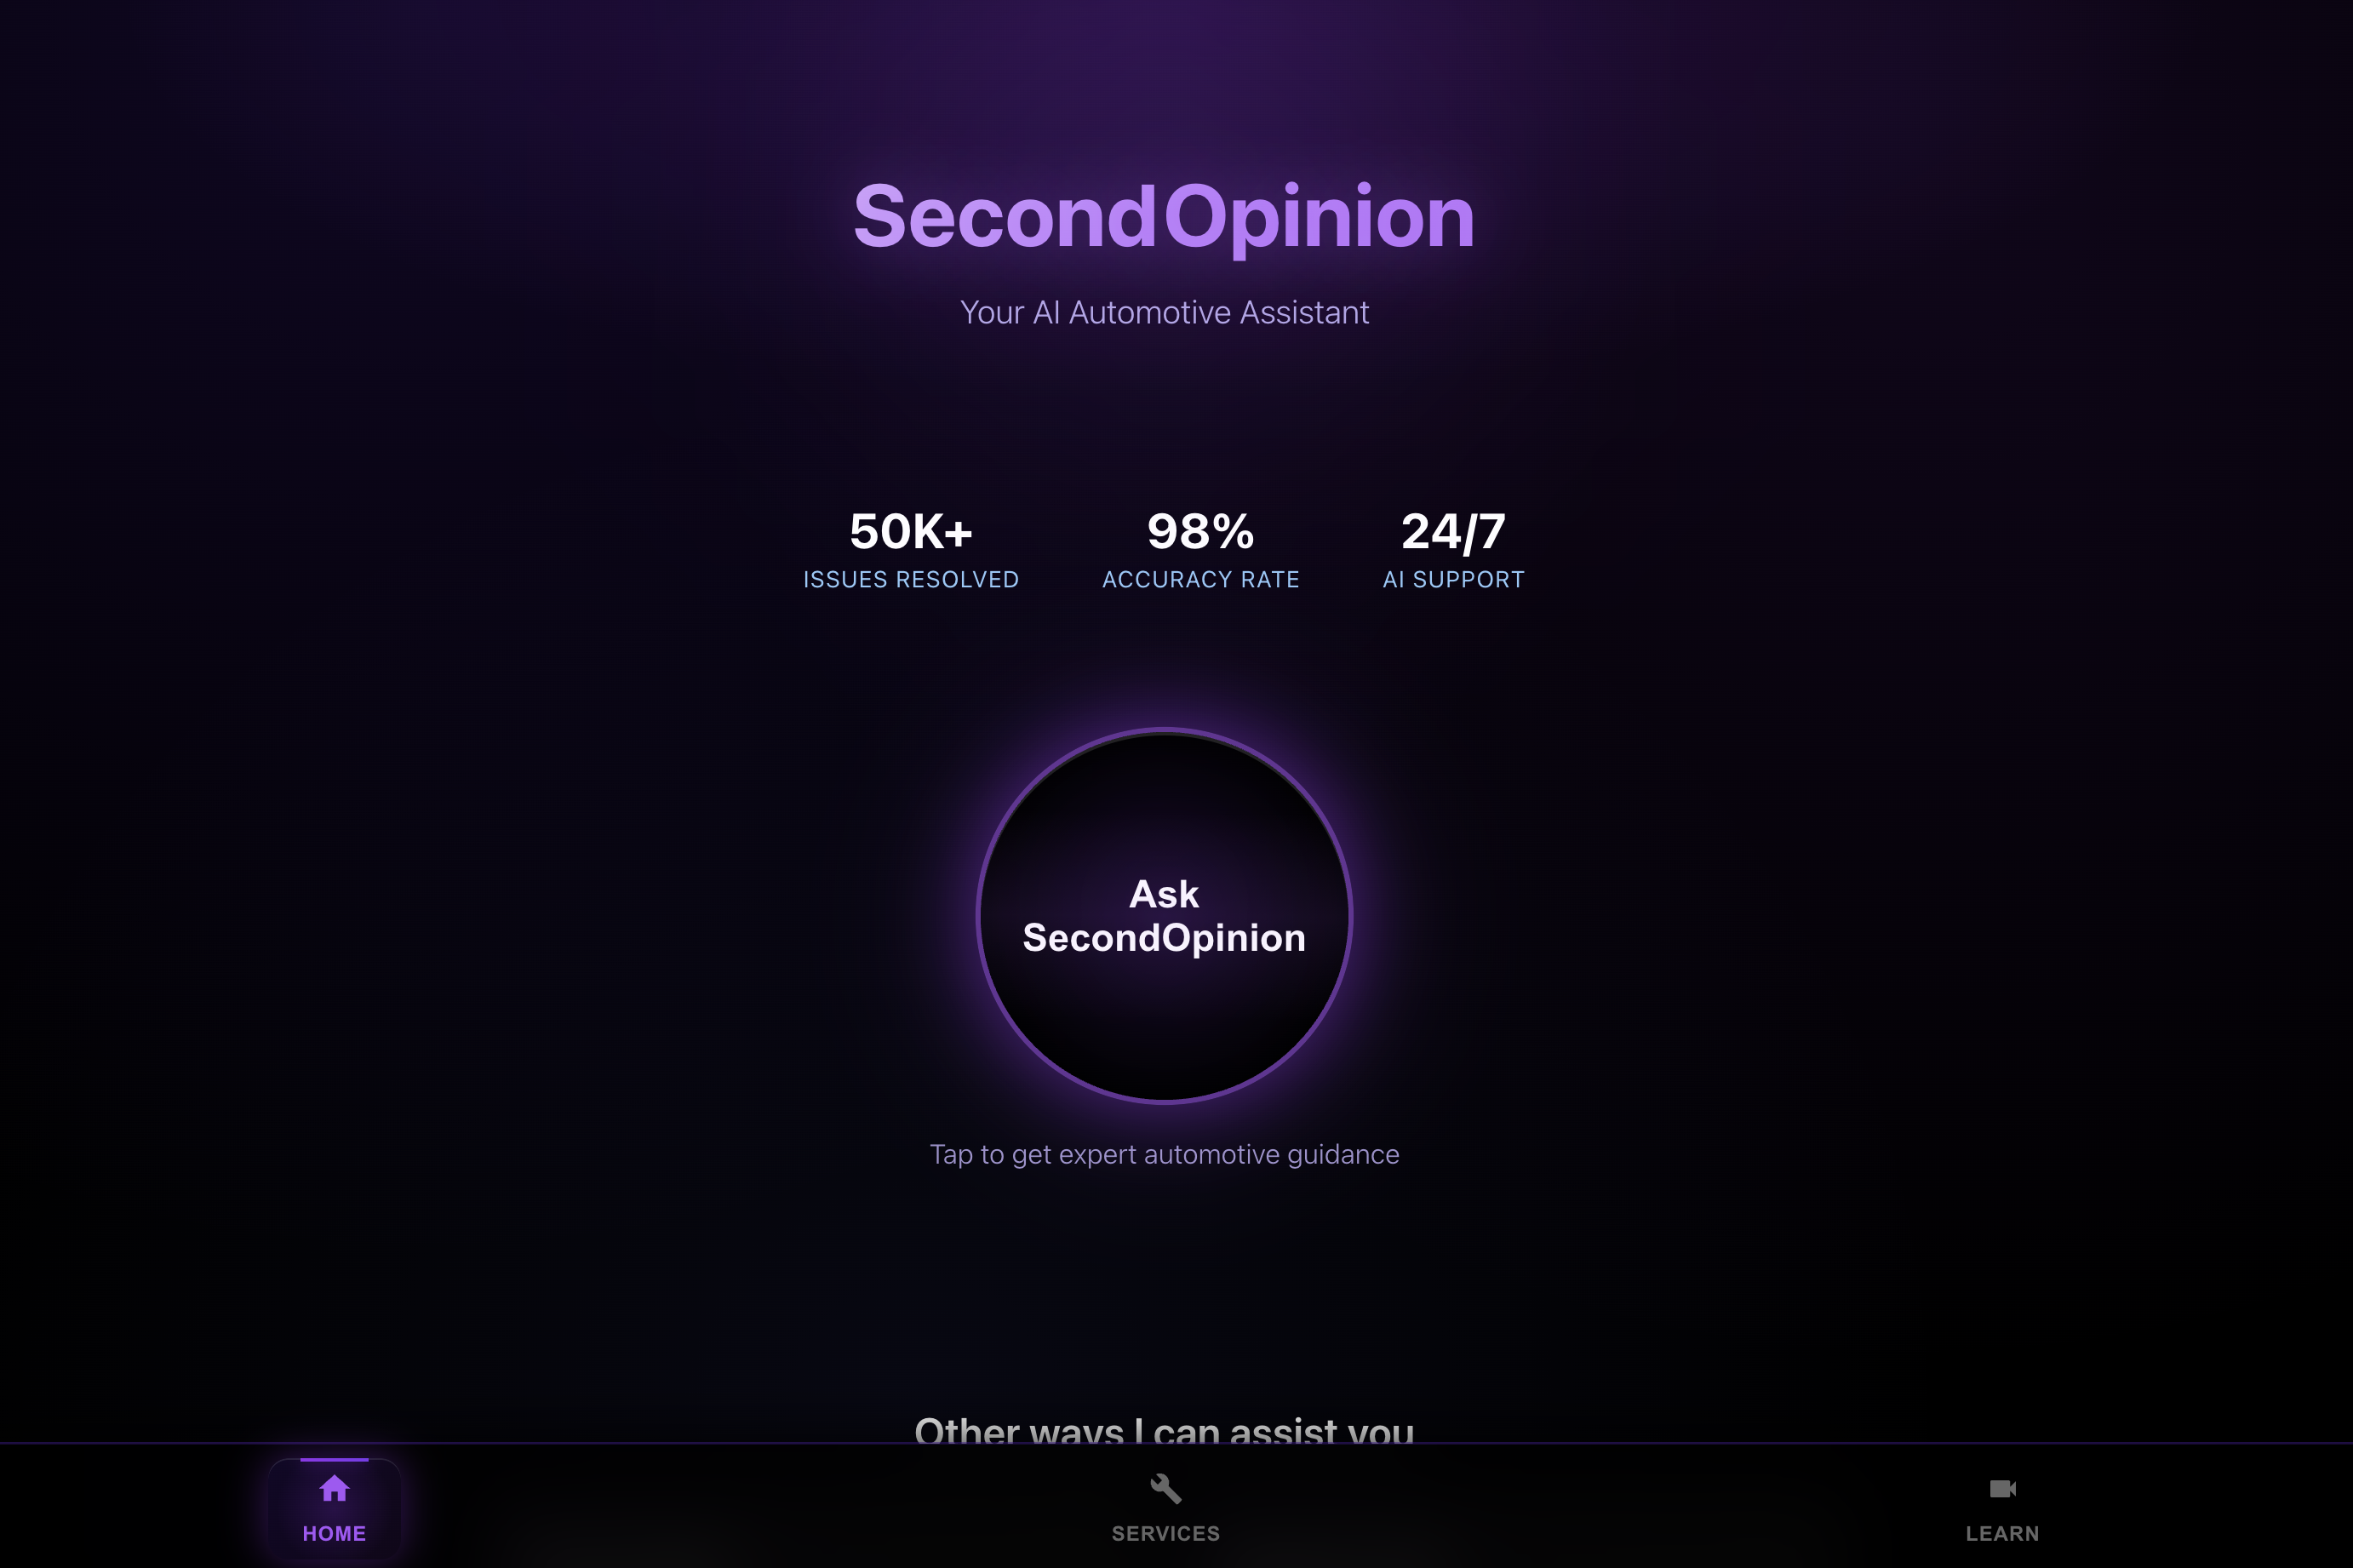 SecondOpinion
Your AI Automotive Assistant
50K+ 98% 24/7
ISSUES RESOLVED ACCURACY RATE AI SUPPORT
Ask
SecondOpinion
Tap to get expert automotive guidance
Other ways I can assist you
HOME SERVICES LEARN